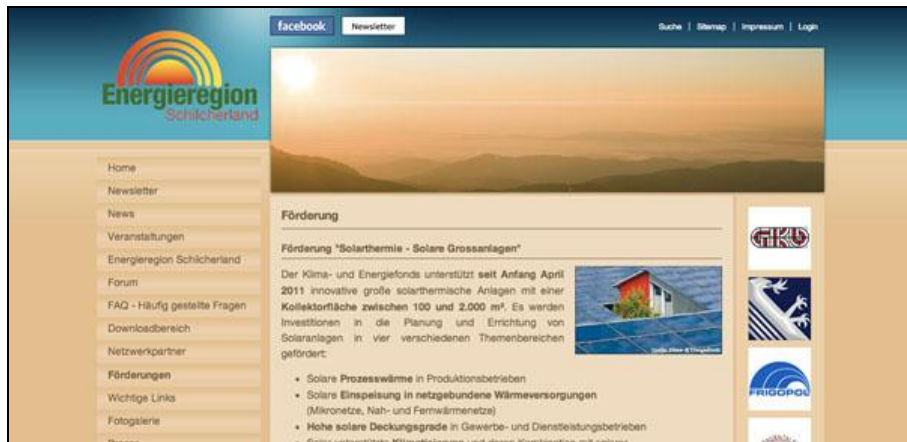 facebook
Newsletter
Suche | Sitemap | Impressum | Login
Energieregion
Schilcherland
Home
Newsletter
News
Veranstaltungen
Energieregion Schilcherland
Forum
FAQ - Häufig gestellte Fragen
Downloadbereich
Netzwerkpartner
Förderungen
Wichtige Links
Fotogalerie
Förderung
Förderung "Solarthermie - Solare Grossanlagen"
Der Klima- und Energiefonds unterstützt seit Anfang April
2011 innovative große solarthermische Anlagen mit einer
Kollektorfläche zwischen 100 und 2.000 m². Es werden
Investitionen in die Planung und Errichtung von
Solaranlagen in vier verschiedenen Themenbereichen
gefördert:
• Solare Prozesswärme in Produktionsbetrieben
• Solare Einspeisung in netzgebundene Wärmeversorgungen
(Mikronetze, Nah- und Fernwärmenetze)
• Hohe solare Deckungsgrade in Gewerbe- und Dienstleistungsbetrieben
GKB
FRIGOPOL